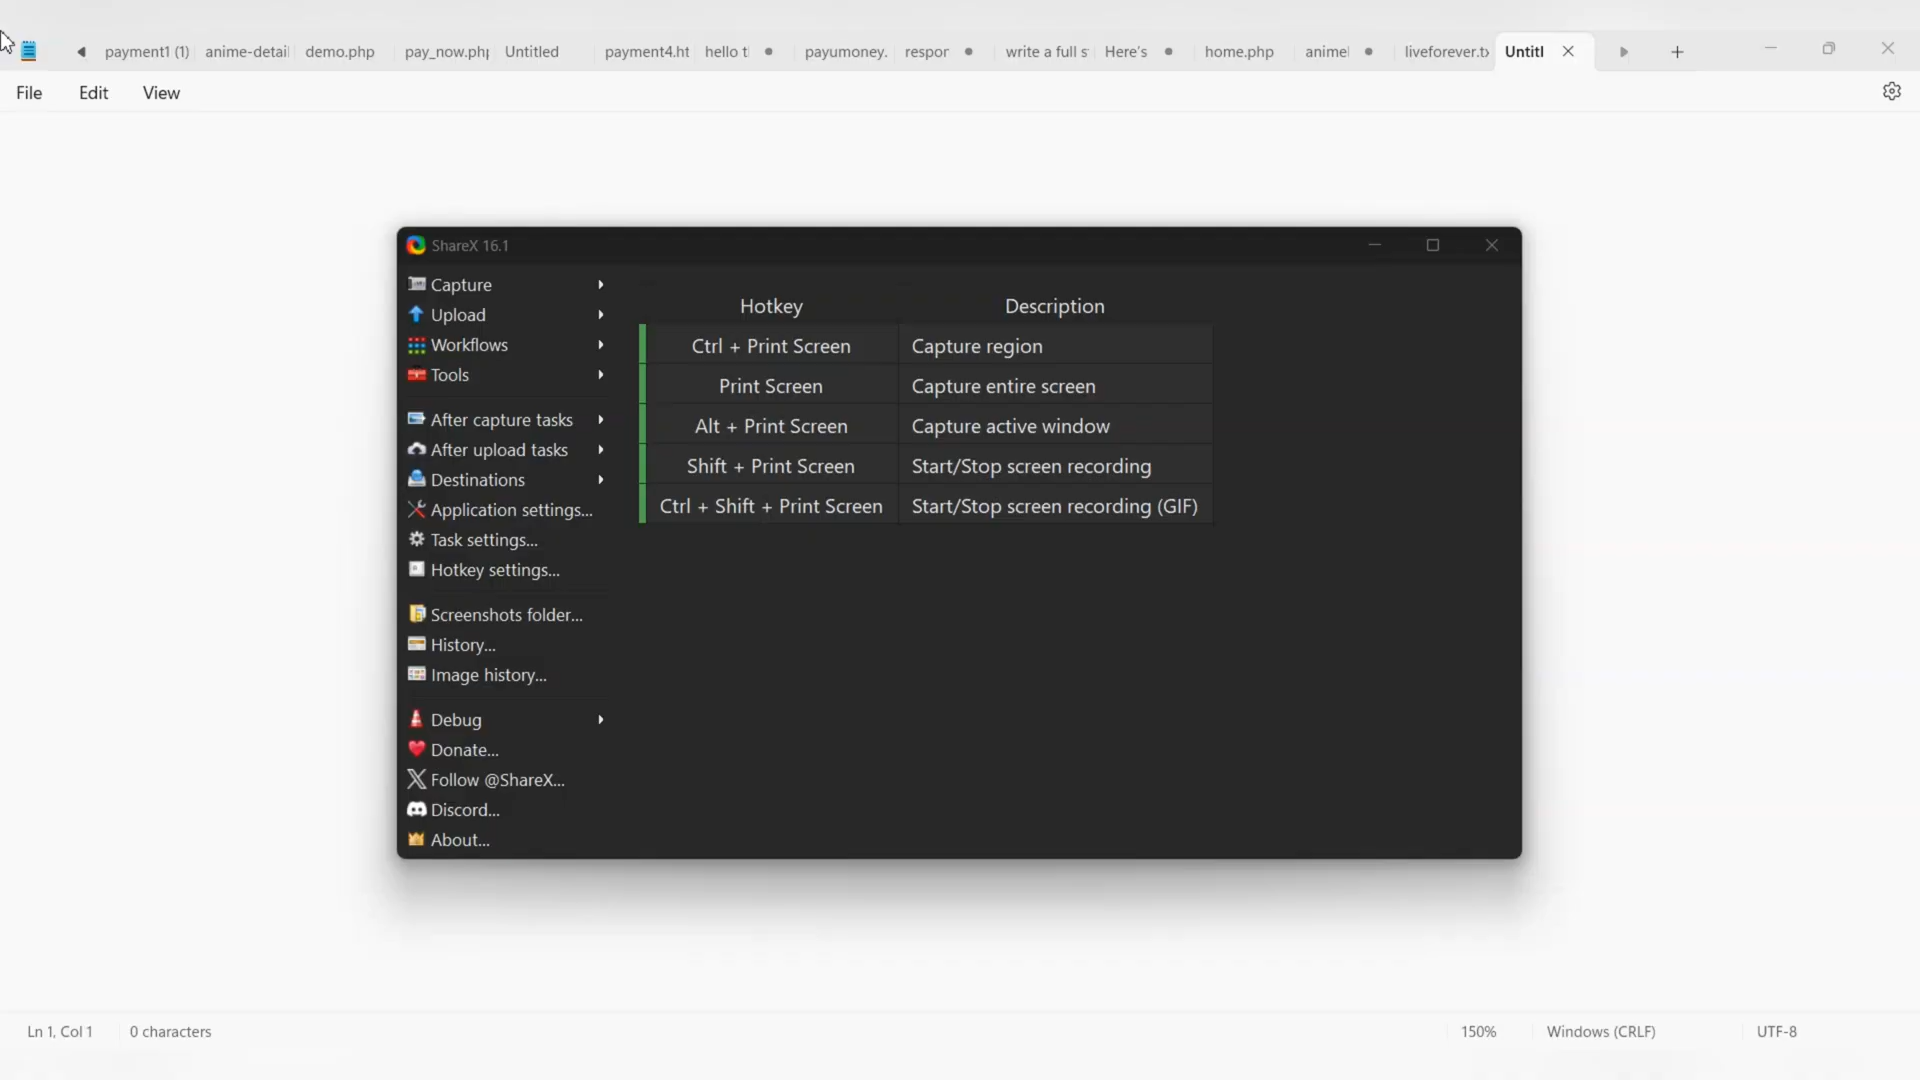 payment1 (1) anime-detail demo.php pay_now.php Untitled payment4.ht hello t payumoney. respor write a full s Here's home.php anime liveforever.tx Untitl
File Edit View
ShareX 16.1
Capture
Upload
Workflows
Tools
After capture tasks
After upload tasks
Destinations
Application settings...
Task settings...
Hotkey settings...
Screenshots folder...
History...
Image history...
Debug
Donate...
Follow @ShareX...
Discord...
About...
Hotkey Description
Ctrl + Print Screen Capture region
Print Screen Capture entire screen
Alt + Print Screen Capture active window
Shift + Print Screen Start/Stop screen recording
Ctrl + Shift + Print Screen Start/Stop screen recording (GIF)
Ln 1, Col 1 0 characters 150% Windows (CRLF) UTF-8